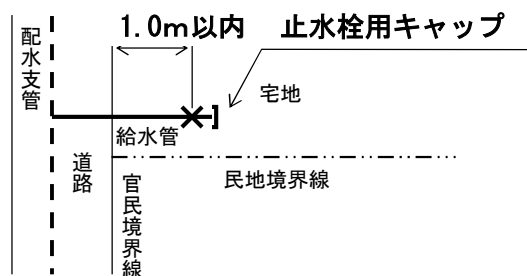 1.0m以内
止水栓用キャップ
配水支管
宅地
給水管
道路
官民境界線
民地境界線